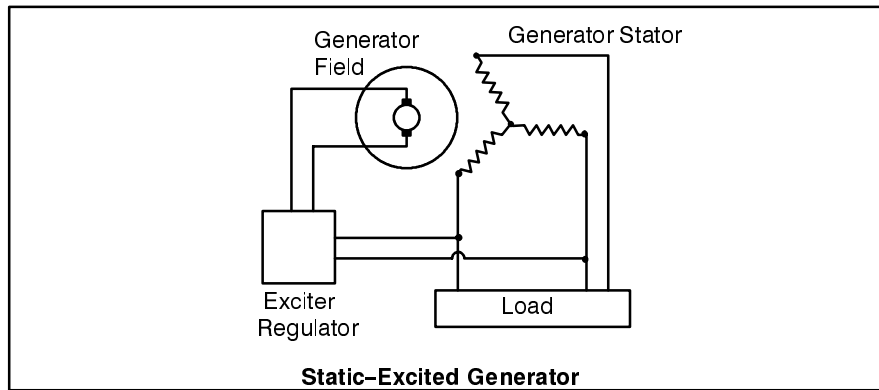 Generator
Field
Generator Stator
Exciter
Regulator
Load
Static–Excited Generator